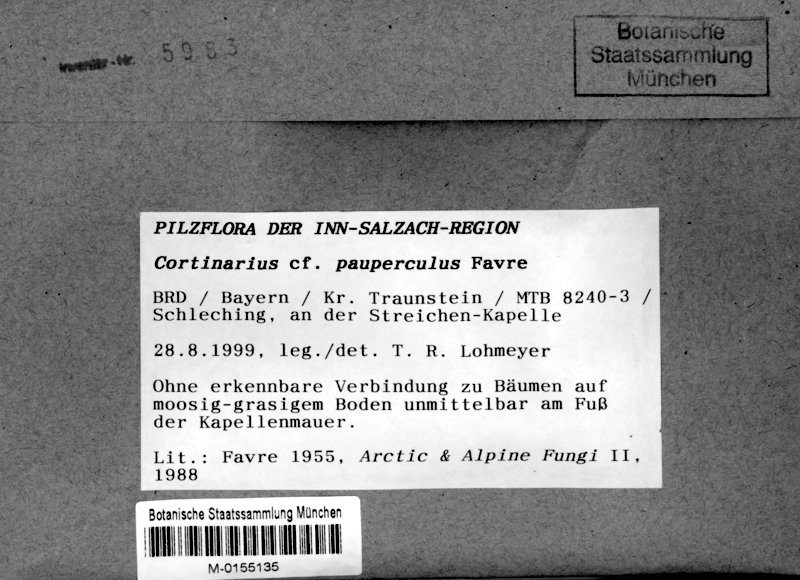 Inventar-Nr. 5983
Botanische
Staatssammlung
München
PILZFLORA DER INN-SALZACH-REGION
Cortinarius cf. pauperculus Favre
BRD / Bayern / Kr. Traunstein / MTB 8240-3 /
Schleching, an der Streichen-Kapelle
28.8.1999, leg./det. T. R. Lohmeyer
Ohne erkennbare Verbindung zu Bäumen auf
moosig-grasigem Boden unmittelbar am Fuß
der Kapellenmauer.
Lit.: Favre 1955, Arctic & Alpine Fungi II,
1988
Botanische Staatssammlung München
M-0155135